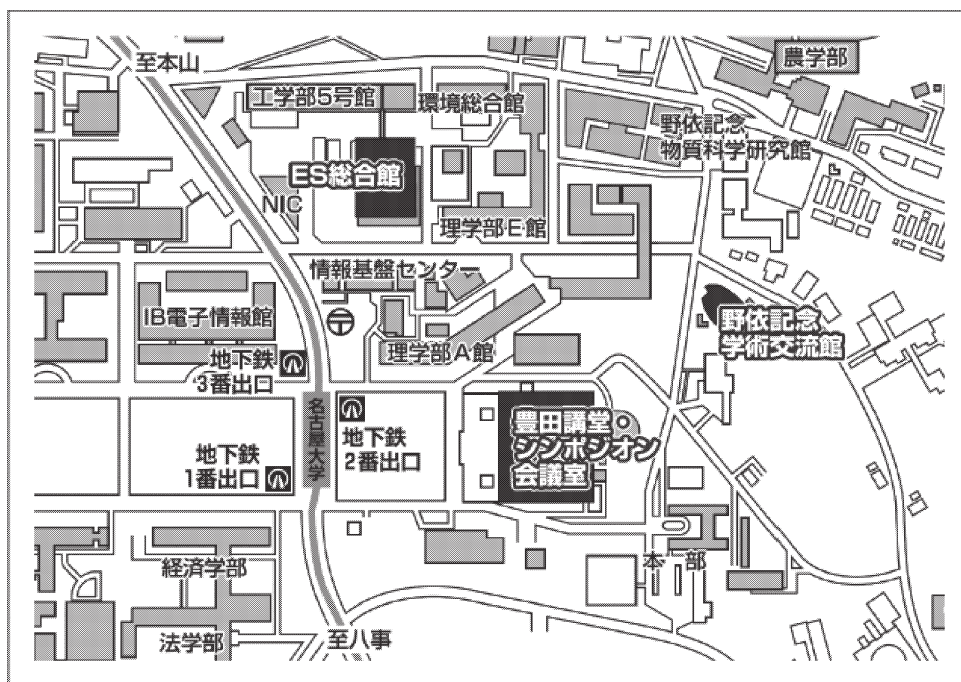 至本山
農学部
工学部5号館
環境総合館
野依記念
物質科学研究館
ES総合館
NIC
理学部E館
情報基盤センター
IB電子情報館
〒
野依記念
学術交流館
理学部A館
地下鉄
3番出口
名古屋大学
地下鉄
2番出口
豊田講堂
シンポジオン
会議室
地下鉄
1番出口
経済学部
本部
法学部
至八事